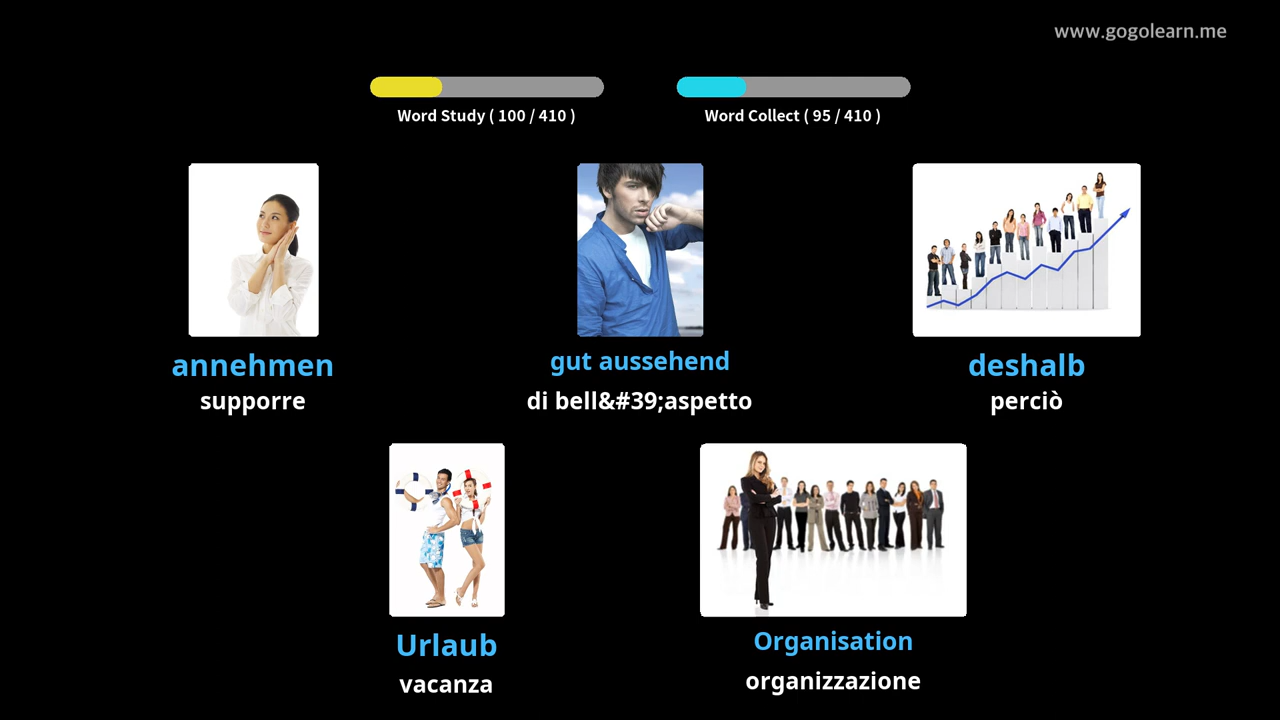 www.gogolearn.me
Word Study ( 100 / 410 )
Word Collect ( 95 / 410 )
annehmen
supporre
gut aussehend
di bell&#39;aspetto
deshalb
perciò
Urlaub
vacanza
Organisation
organizzazione